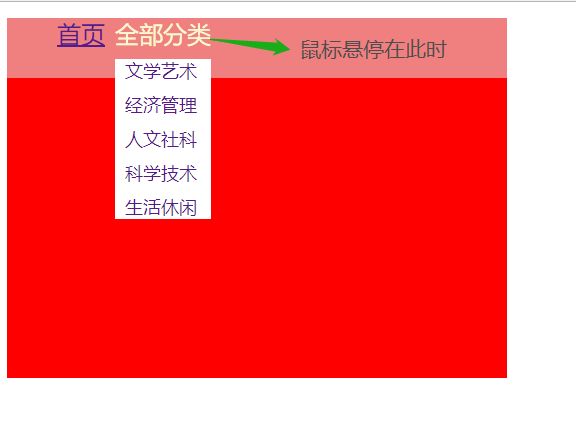 首页 全部分类
鼠标悬停在此时
文学艺术
经济管理
人文社科
科学技术
生活休闲